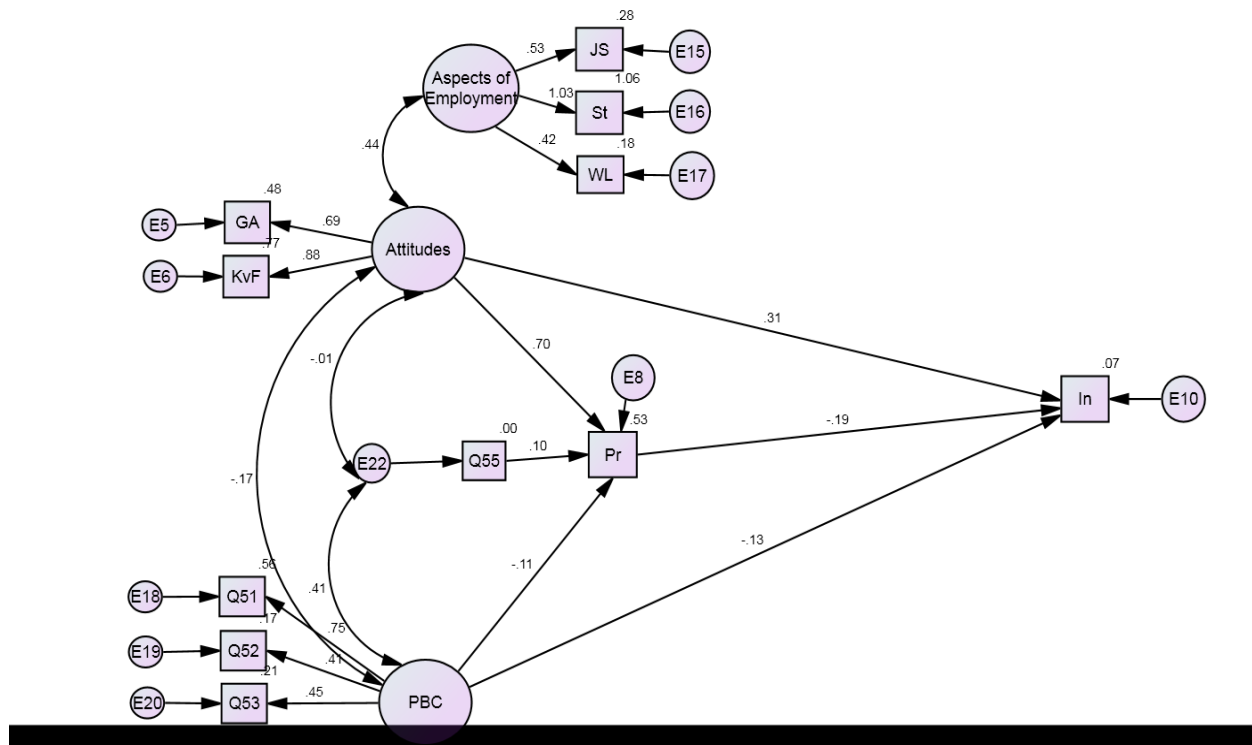 .28
.53
JS
E15
Aspects of
Employment
1.06
1.03
St
E16
.42
.18
WL
E17
.44
.48
E5
GA
.69
Attitudes
.77
E6
KvF
.88
.31
-.01
.70
E8
.07
In
E10
.53
-.19
.00
.10
E22
Q55
Pr
-.17
-.13
.56
-.11
.41
E18
Q51
.17
.75
E19
Q52
.41
.21
E20
Q53
.45
PBC